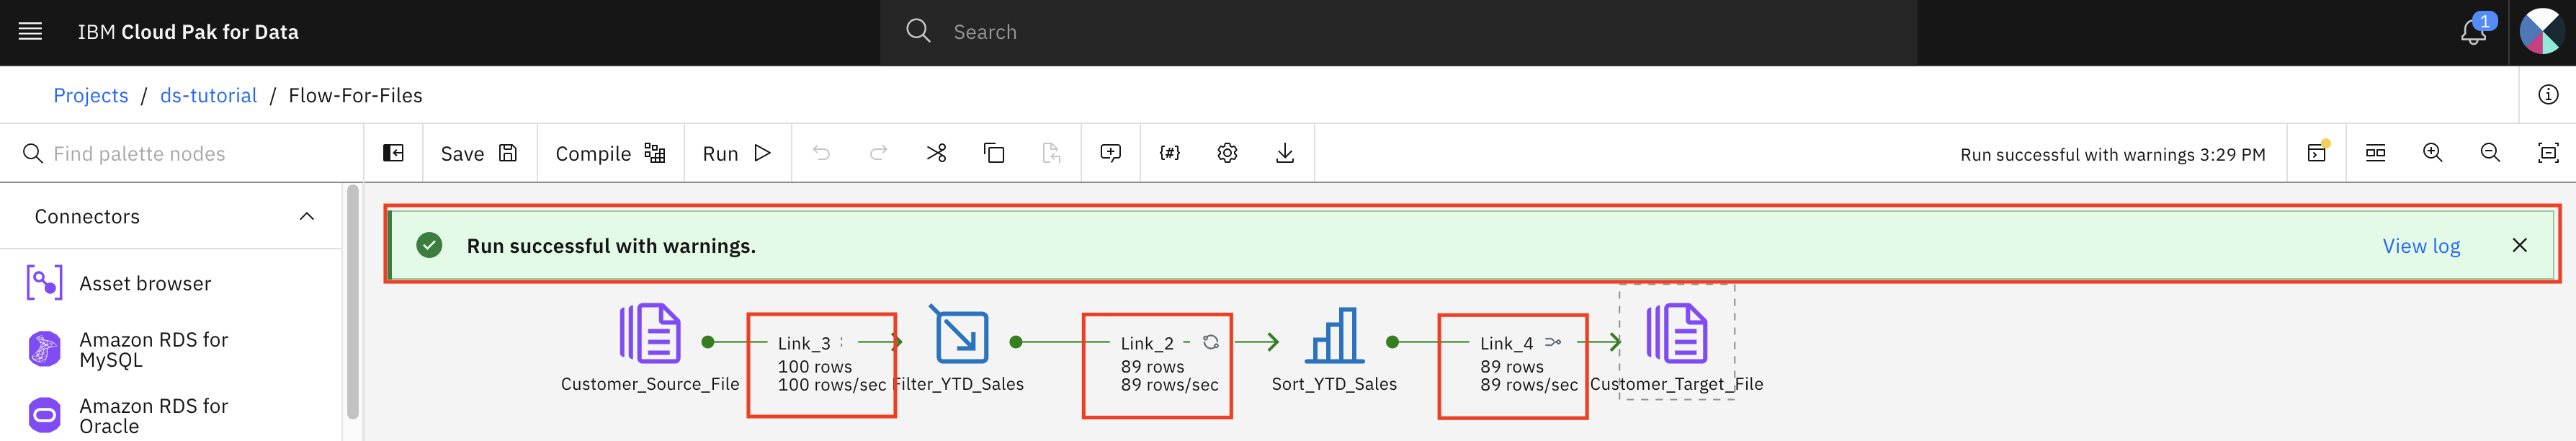 IBM Cloud Pak for Data
Search
1
Projects / ds-tutorial / Flow-For-Files
Find palette nodes
Save
Compile
Run
{#}
Run successful with warnings 3:29 PM
Connectors
Run successful with warnings.
View log
Asset browser
Amazon RDS for
MySQL
Amazon RDS for
Oracle
Customer_Source_File
Link_3
100 rows
100 rows/sec
Filter_YTD_Sales
Link_2
89 rows
89 rows/sec
Sort_YTD_Sales
Link_4
89 rows
89 rows/sec
Customer_Target_File